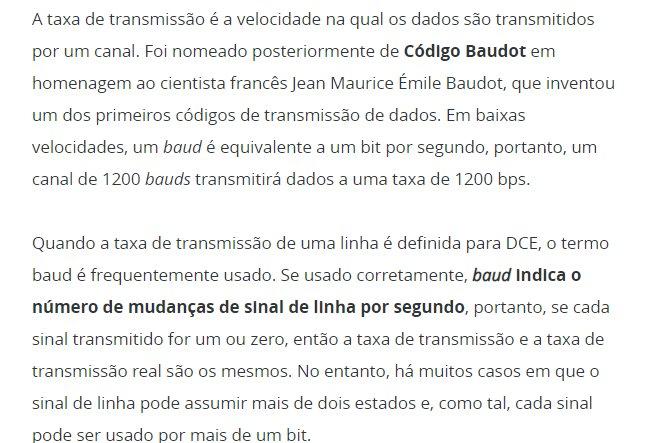 A taxa de transmissão é a velocidade na qual os dados são transmitidos
por um canal. Foi nomeado posteriormente de Código Baudot em
homenagem ao cientista francês Jean Maurice Émile Baudot, que inventou
um dos primeiros códigos de transmissão de dados. Em baixas
velocidades, um baud é equivalente a um bit por segundo, portanto, um
canal de 1200 bauds transmitirá dados a uma taxa de 1200 bps.
Quando a taxa de transmissão de uma linha é definida para DCE, o termo
baud é frequentemente usado. Se usado corretamente, baud indica o
número de mudanças de sinal de linha por segundo, portanto, se cada
sinal transmitido for um ou zero, então a taxa de transmissão e a taxa de
transmissão real são os mesmos. No entanto, há muitos casos em que o
sinal de linha pode assumir mais de dois estados e, como tal, cada sinal
pode ser usado por mais de um bit.